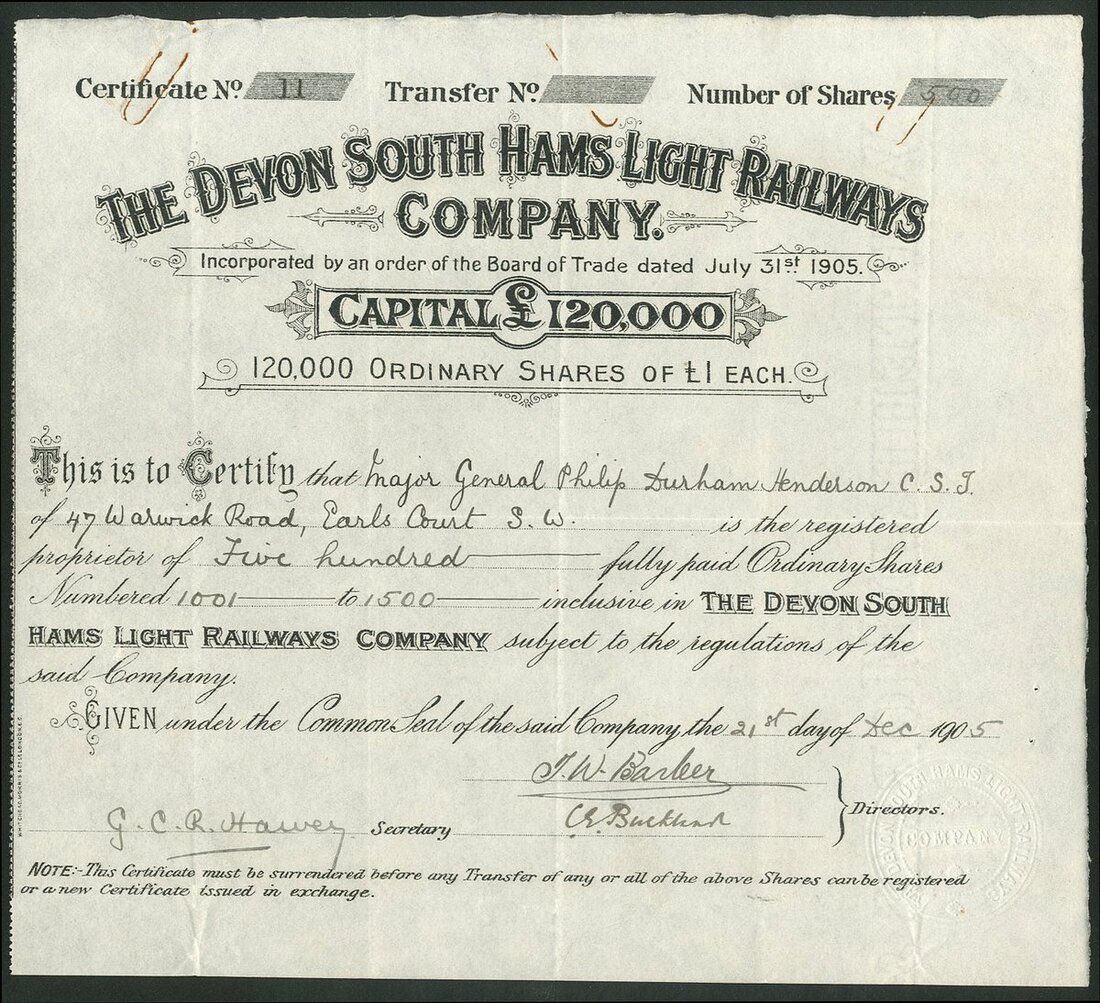 Certificate Nº 11 Transfer Nº Number of Shares 500
THE DEVON SOUTH HAMS LIGHT RAILWAYS
COMPANY.
Incorporated by an order of the Board of Trade dated July 31st 1905.
CAPITAL £120,000
120,000 ORDINARY SHARES OF £1 EACH.
This is to Certify that Major General Philip Durham Henderson C.S.I.
of 47 Warwick Road, Earls Court S.W. is the registered
proprietor of Five hundred fully paid Ordinary Shares
Numbered 1001 to 1500 inclusive in THE DEVON SOUTH
HAMS LIGHT RAILWAYS COMPANY subject to the regulations of the
said Company.
GIVEN under the Common Seal of the said Company the 21st day of Dec 1905
J. W. Barber
G. C. R. Harvey Secretary
C E Buckland
Directors.
COMPANY
NOTE:-This Certificate must be surrendered before any Transfer of any or all of the above Shares can be registered
or a new Certificate issued in exchange.